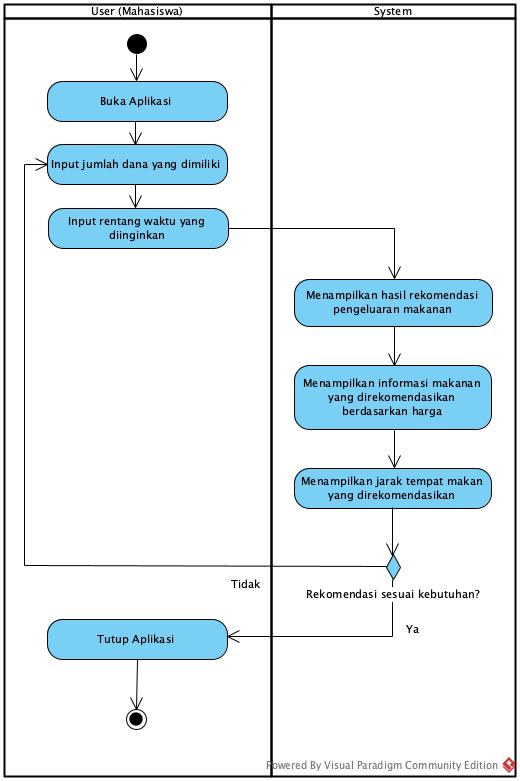 User (Mahasiswa)
System
Buka Aplikasi
Input jumlah dana yang dimiliki
Input rentang waktu yang
diinginkan
Menampilkan hasil rekomendasi
pengeluaran makanan
Menampilkan informasi makanan
yang direkomendasikan
berdasarkan harga
Menampilkan jarak tempat makan
yang direkomendasikan
Tidak
Rekomendasi sesuai kebutuhan?
Ya
Tutup Aplikasi
Powered By Visual Paradigm Community Edition